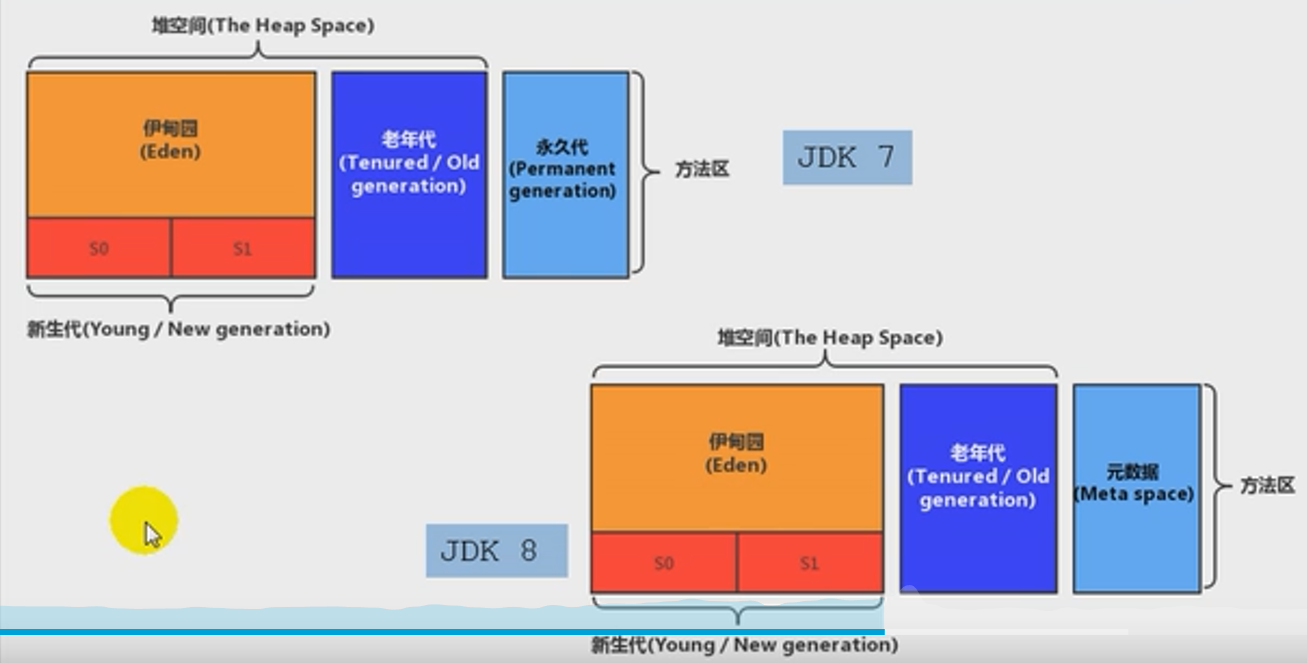 堆空间(The Heap Space)
伊甸园
(Eden)
老年代
(Tenured / Old
generation)
永久代
(Permanent
generation)
方法区
JDK 7
S0
S1
新生代(Young / New generation)
堆空间(The Heap Space)
伊甸园
(Eden)
老年代
(Tenured / Old
generation)
元数据
(Meta space)
方法区
JDK 8
S0
S1
新生代(Young / New generation)